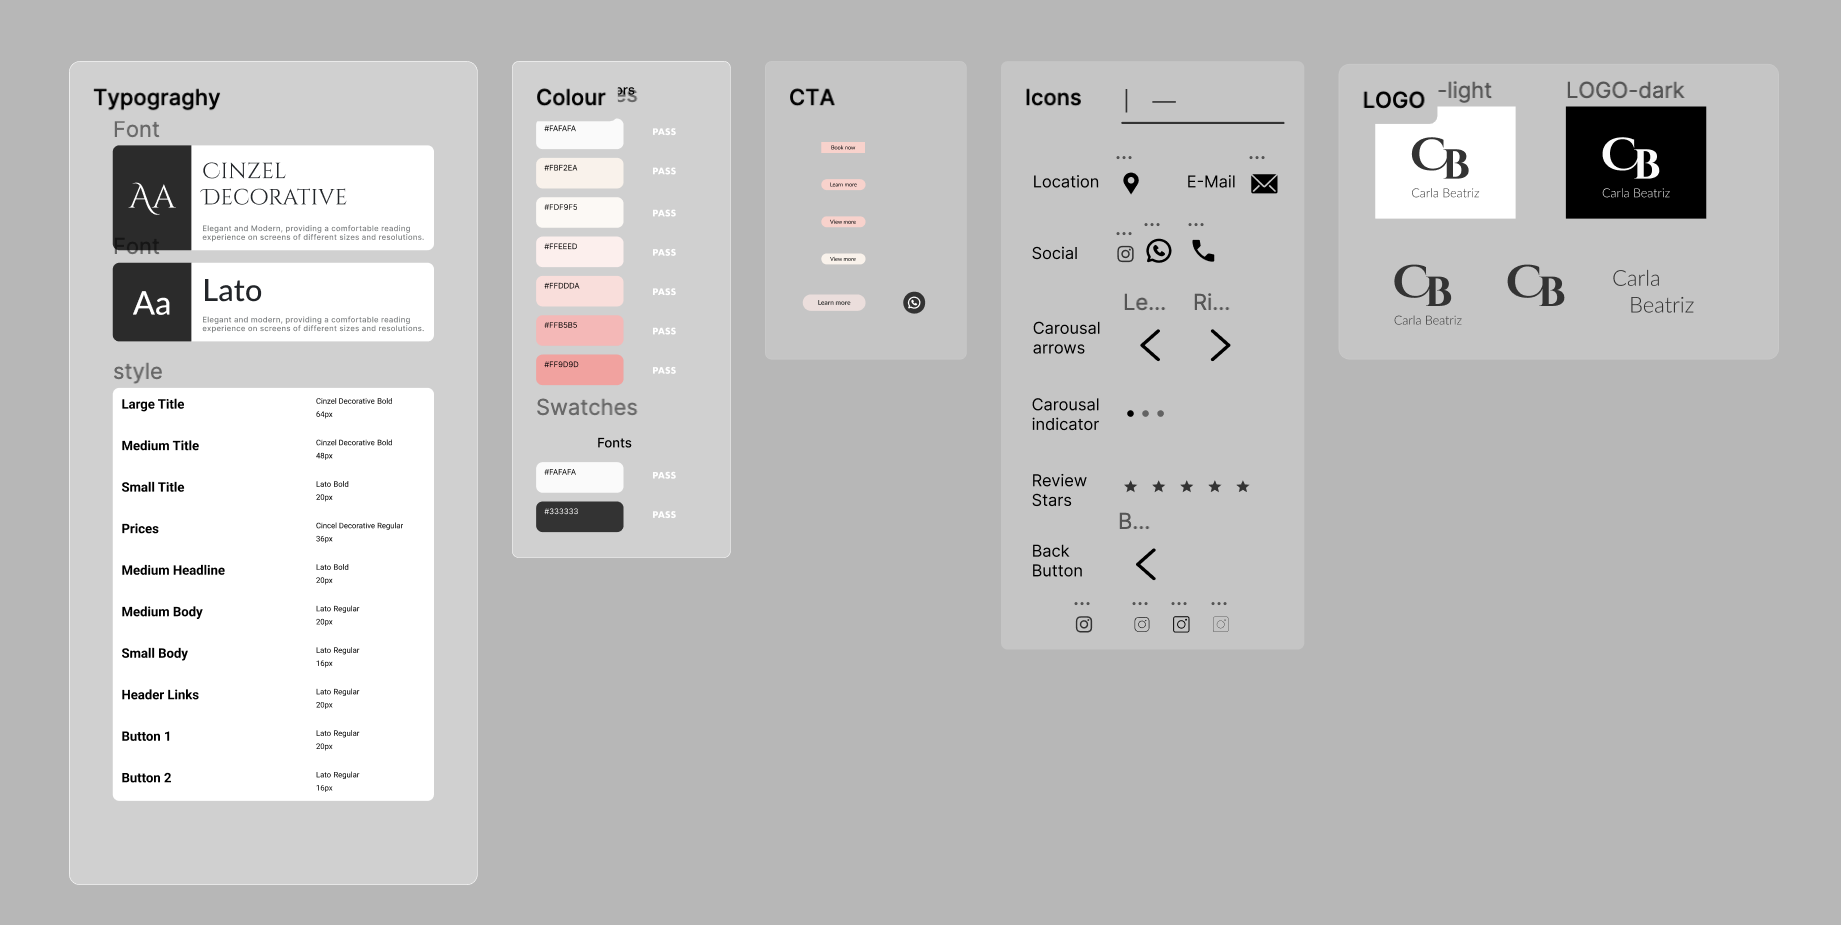 Typograghy
Font
AA
Cinzel
Decorative
Elegant and Modern, providing a comfortable reading
experience on screens of different sizes and resolutions.
Font
Aa
Lato
Elegant and modern, providing a comfortable reading
experience on screens of different sizes and resolutions.
style
Large Title
Cinzel Decorative Bold
64px
Medium Title
Cinzel Decorative Bold
48px
Small Title
Lato Bold
20px
Prices
Cincel Decorative Regular
36px
Medium Headline
Lato Bold
20px
Medium Body
Lato Regular
20px
Small Body
Lato Regular
16px
Header Links
Lato Regular
20px
Button 1
Lato Regular
20px
Button 2
Lato Regular
16px
Colour
#FAFAFA
PASS
#FBF2EA
PASS
#FDF9F5
PASS
#FFEEED
PASS
#FFDDDA
PASS
#FFB5B5
PASS
#FF9D9D
PASS
Swatches
Fonts
#FAFAFA
PASS
#333333
PASS
CTA
Book now
Learn more
View more
View more
Learn more
Icons
...
...
Location
E-Mail
...
...
...
Social
Le...
Ri...
Carousal
arrows
Carousal
indicator
Review
Stars
B...
Back
Button
...
...
...
...
LOGO
-light
LOGO-dark
CB
Carla Beatriz
CB
Carla Beatriz
CB
Carla Beatriz
CB
Carla
Beatriz